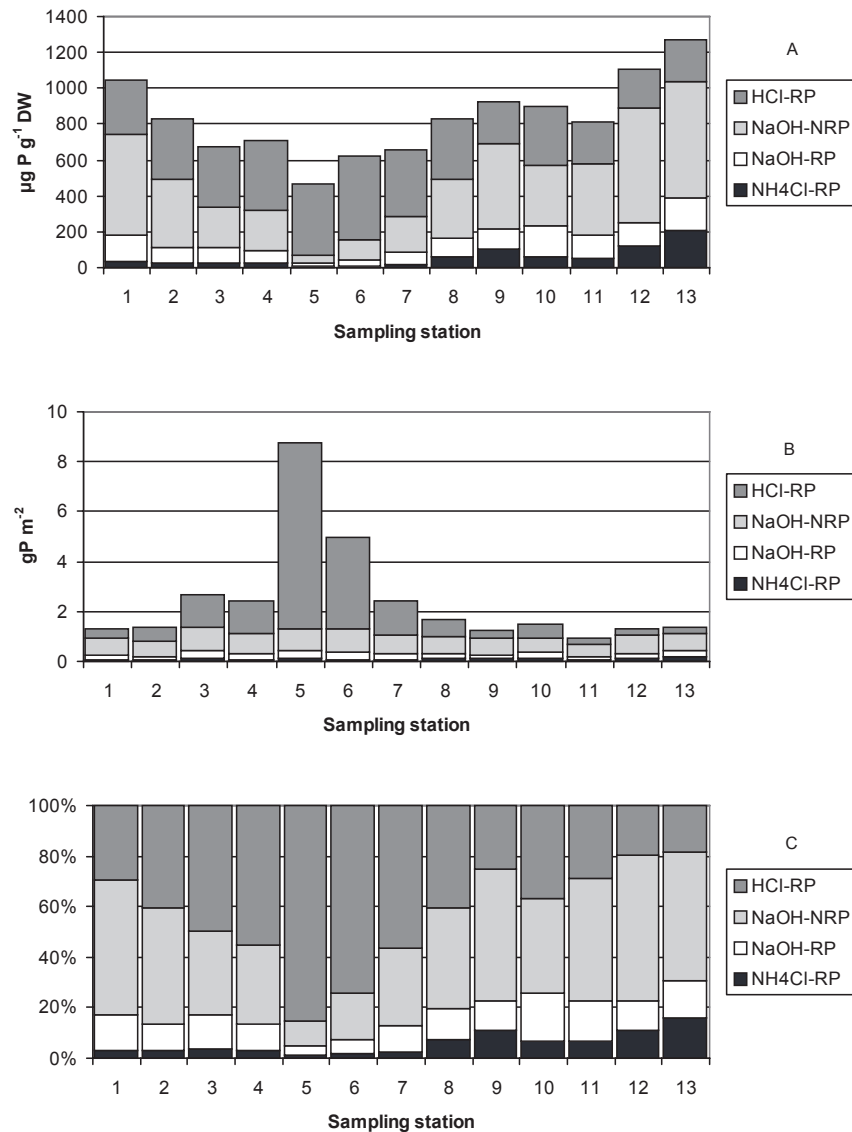 A
1400
1200
1000
800
600
400
200
0
µg P g-1 DW
HCl-RP
NaOH-NRP
NaOH-RP
NH4Cl-RP
1 2 3 4 5 6 7 8 9 10 11 12 13
Sampling station
B
10
8
6
4
2
0
gP m-2
HCl-RP
NaOH-NRP
NaOH-RP
NH4Cl-RP
1 2 3 4 5 6 7 8 9 10 11 12 13
Sampling station
C
100%
80%
60%
40%
20%
0%
HCl-RP
NaOH-NRP
NaOH-RP
NH4Cl-RP
1 2 3 4 5 6 7 8 9 10 11 12 13
Sampling station